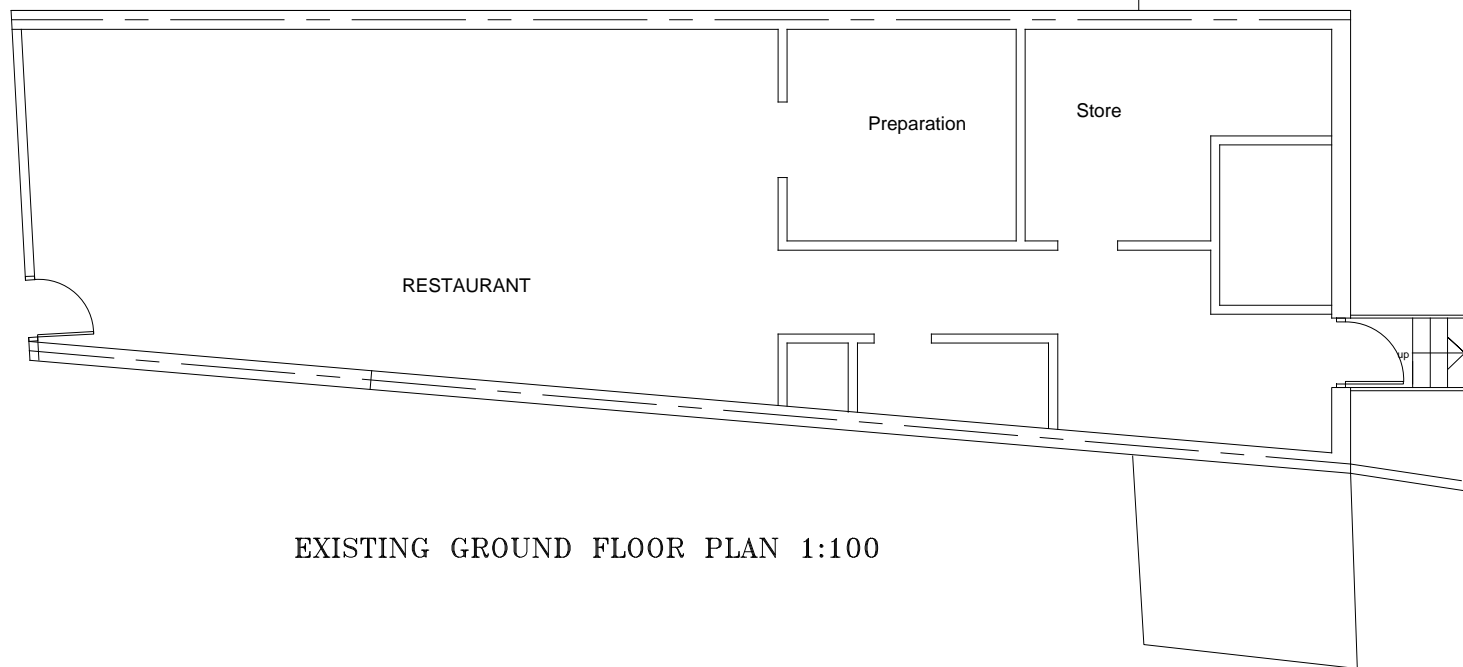 Preparation
Store
RESTAURANT
up
EXISTING GROUND FLOOR PLAN 1:100